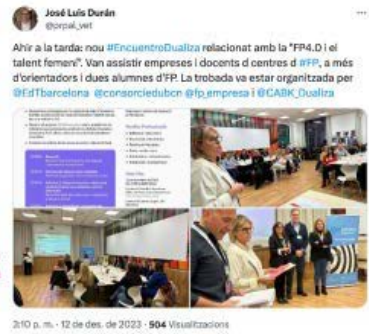 José Luis Durán
@orpai_vet
Ahir a la tarda: nou #EncuentroDualiza relacionat amb la "FP4.0 i el
talent femení". Van assistir empreses i docents d centres d #FP, a més
d'orientadors i dues alumnes d'FP. La trobada va estar organitzada per
@EdTbarcelona @consorciedubcn @fp_empresa i @CABK_Dualiza
3:10 p. m. · 12 de des. de 2023 · 504 Visualitzacions